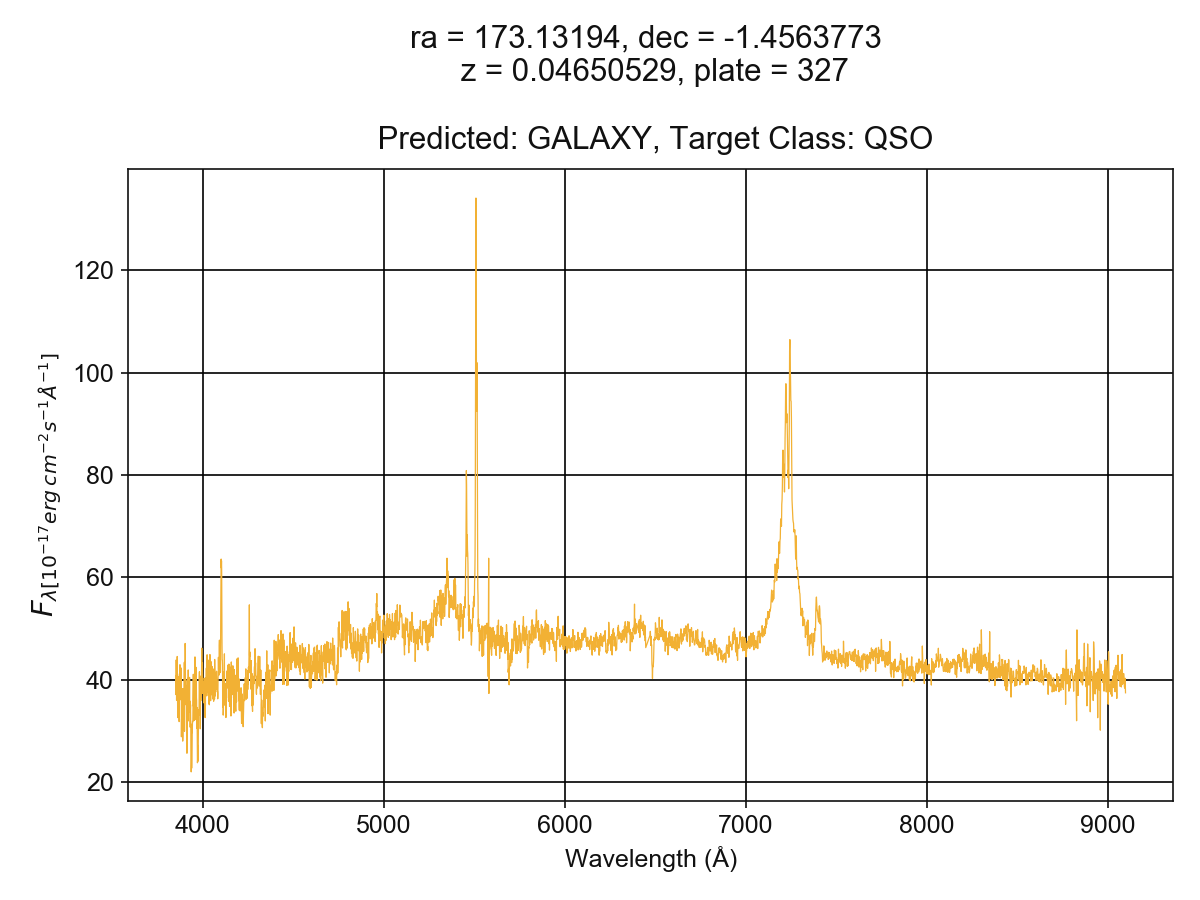 ra = 173.13194, dec = -1.4563773
z = 0.04650529, plate = 327
Predicted: GALAXY, Target Class: QSO
120
100
80
60
40
20
F_{λ[10^{-17}erg cm^{-2}s^{-1}Å^{-1}]}
4000 5000 6000 7000 8000 9000
Wavelength (Å)